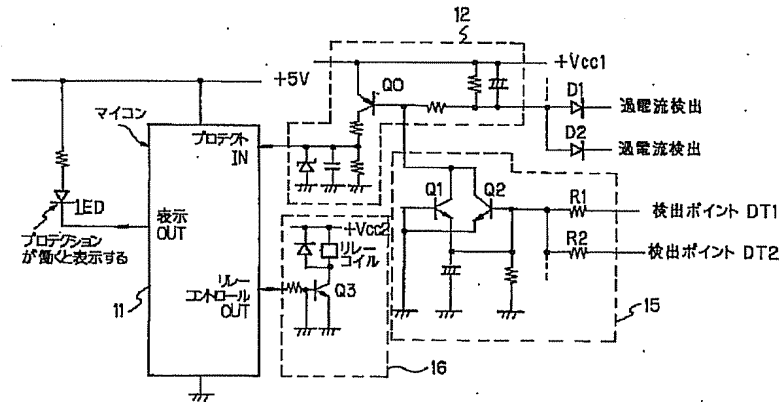 12
+Vcc1
+5V
Q0
D1
過電流検出
マイコン
プロテクト
IN
D2
過電流検出
Q1
Q2
R1
検出ポイント DT1
LED
表示
OUT
R2
検出ポイント DT2
プロテクション
が働くと表示する
+Vcc2
リレー
コイル
リレー
コントロール
OUT
Q3
11
15
16